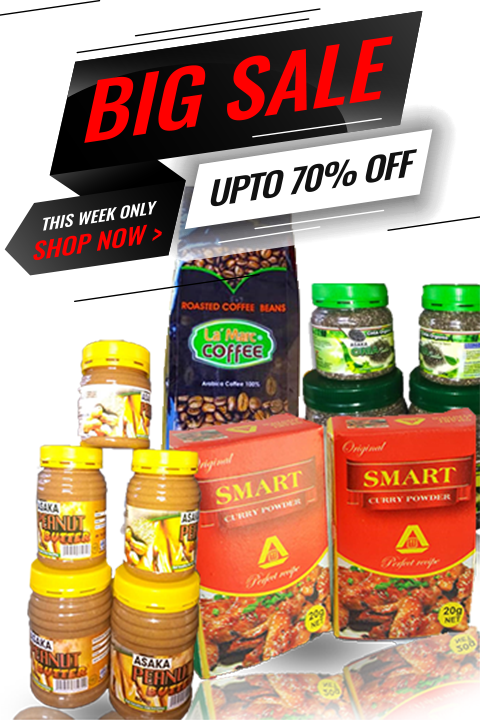 BIG SALE
UPTO 70% OFF
THIS WEEK ONLY
SHOP NOW >
ROASTED COFFEE BEANS
La' Marc
COFFEE
Arabica Coffee 100%
ASAKA
Original
SMART
CURRY POWDER
Perfect recipe
20g
NET
Original
SMART
CURRY POWDER
Perfect recipe
20g
NET
ASAKA
PEANUT
BUTTER
ASAKA
ASAKA
PEANUT
BUTTER
ASAKA
PEANUT
BUTTER